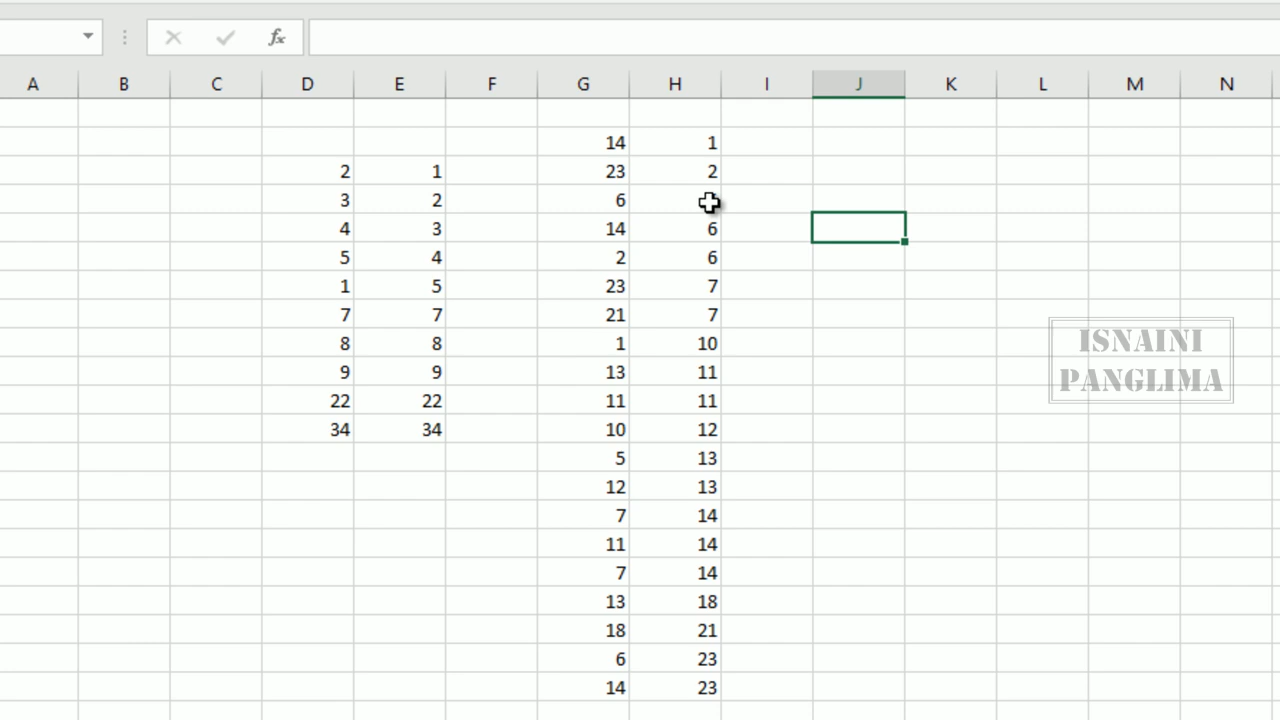 fx
A B C D E F G H I J K L M N
14 1
2 1 23 2
3 2 6
4 3 14 6
5 4 2 6
1 5 23 7
7 7 21 7
8 8 1 10
9 9 13 11
22 22 11 11
34 34 10 12
5 13
12 13
7 14
11 14
7 14
13 18
18 21
6 23
14 23
ISNAINI
PANGLIMA